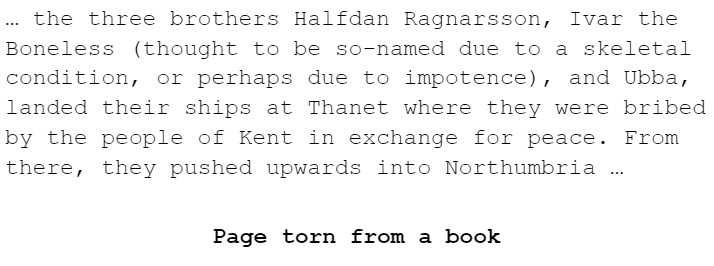 … the three brothers Halfdan Ragnarsson, Ivar the
Boneless (thought to be so-named due to a skeletal
condition, or perhaps due to impotence), and Ubba,
landed their ships at Thanet where they were bribed
by the people of Kent in exchange for peace. From
there, they pushed upwards into Northumbria …
Page torn from a book